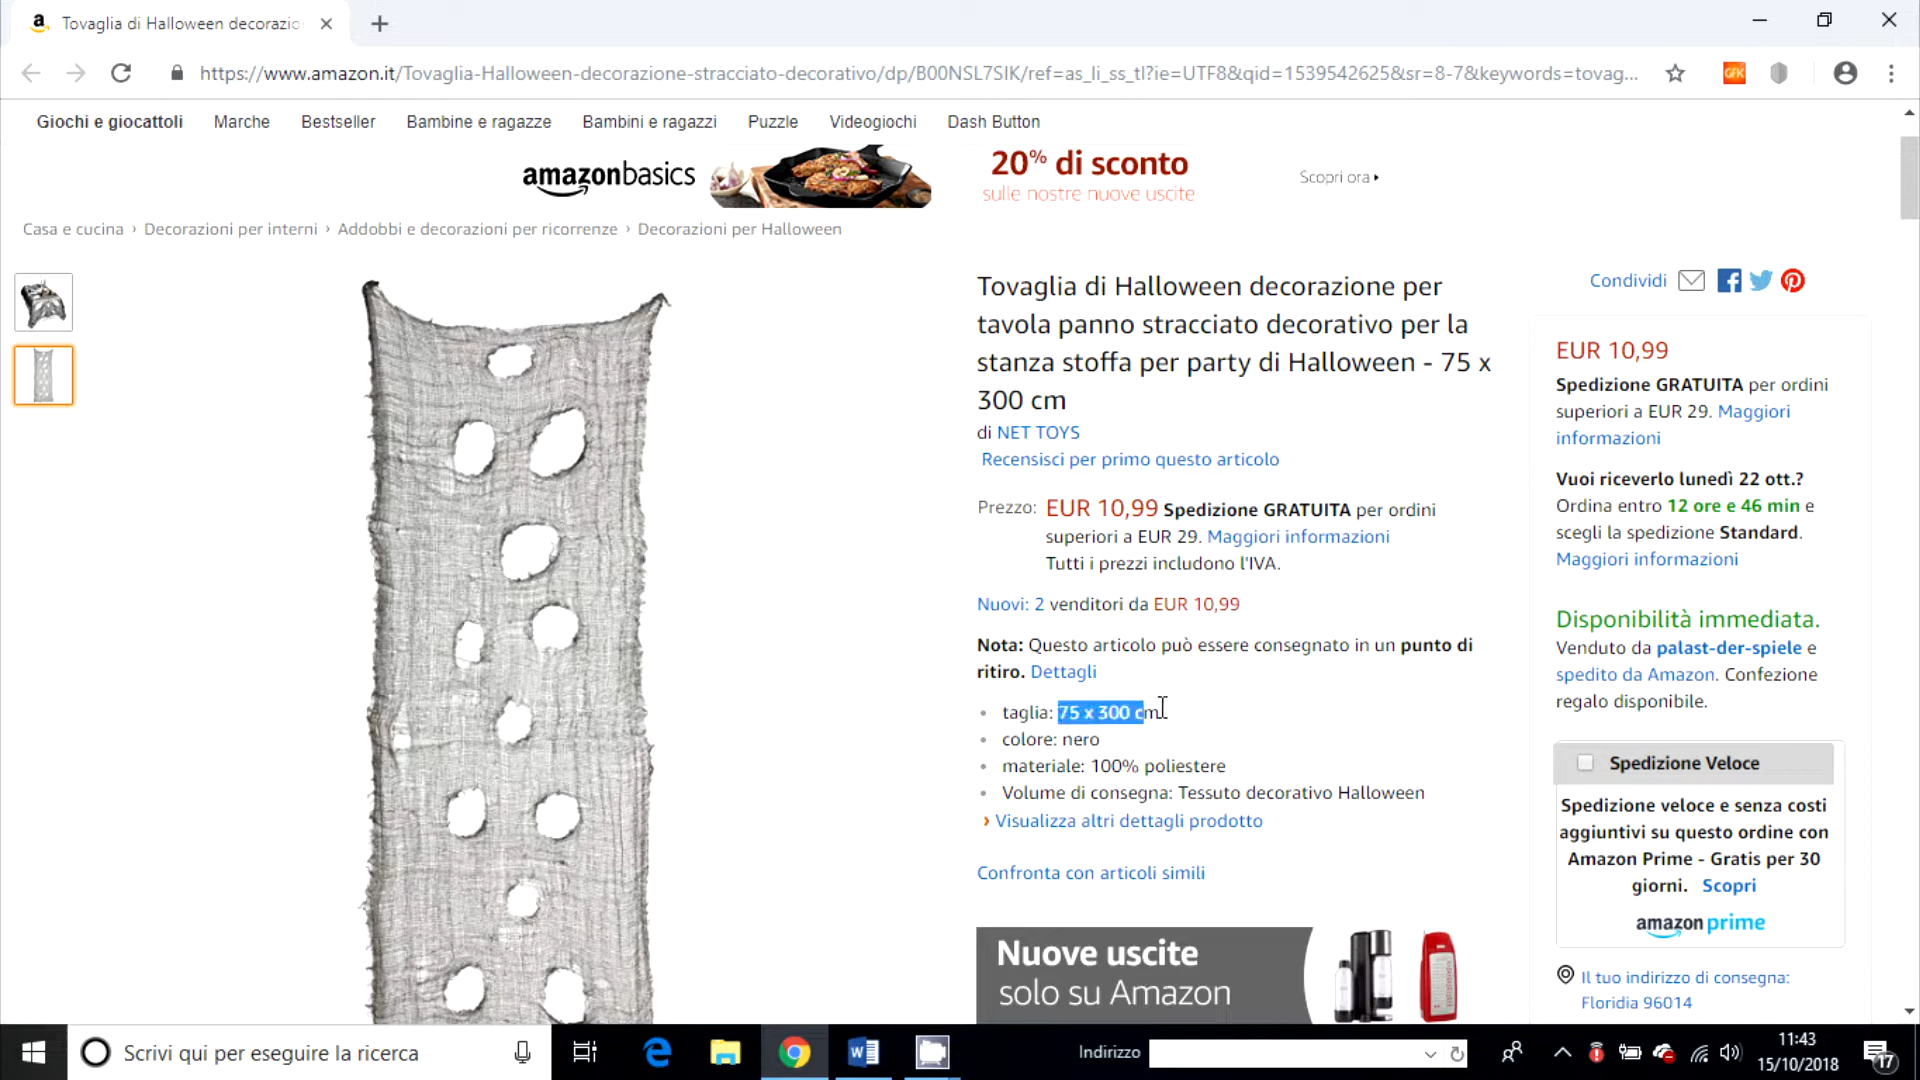 Tovaglia di Halloween decorazio
https://www.amazon.it/Tovaglia-Halloween-decorazione-stracciato-decorativo/dp/B00NSL7SIK/ref=as_li_ss_tl?ie=UTF8&qid=1539542625&sr=8-7&keywords=tovag...
GFK
Giochi e giocattoli Marche Bestseller Bambine e ragazze Bambini e ragazzi Puzzle Videogiochi Dash Button
amazonbasics
20% di sconto
sulle nostre nuove uscite
Scopri ora
Casa e cucina › Decorazioni per interni › Addobbi e decorazioni per ricorrenze › Decorazioni per Halloween
Tovaglia di Halloween decorazione per
tavola panno stracciato decorativo per la
stanza stoffa per party di Halloween - 75 x
300 cm
di NET TOYS
Recensisci per primo questo articolo
Prezzo: EUR 10,99 Spedizione GRATUITA per ordini
superiori a EUR 29. Maggiori informazioni
Tutti i prezzi includono l'IVA.
Nuovi: 2 venditori da EUR 10,99
Nota: Questo articolo può essere consegnato in un punto di
ritiro. Dettagli
• taglia: 75 x 300 cm
• colore: nero
• materiale: 100% poliestere
• Volume di consegna: Tessuto decorativo Halloween
› Visualizza altri dettagli prodotto
Confronta con articoli simili
Nuove uscite
solo su Amazon
Condividi
EUR 10,99
Spedizione GRATUITA per ordini
superiori a EUR 29. Maggiori
informazioni
Vuoi riceverlo lunedì 22 ott.?
Ordina entro 12 ore e 46 min e
scegli la spedizione Standard.
Maggiori informazioni
Disponibilità immediata.
Venduto da palast-der-spiele e
spedito da Amazon. Confezione
regalo disponibile.
Spedizione Veloce
Spedizione veloce e senza costi
aggiuntivi su questo ordine con
Amazon Prime - Gratis per 30
giorni. Scopri
amazon prime
Il tuo indirizzo di consegna:
Floridia 96014
Scrivi qui per eseguire la ricerca
Indirizzo
11:43
15/10/2018
17